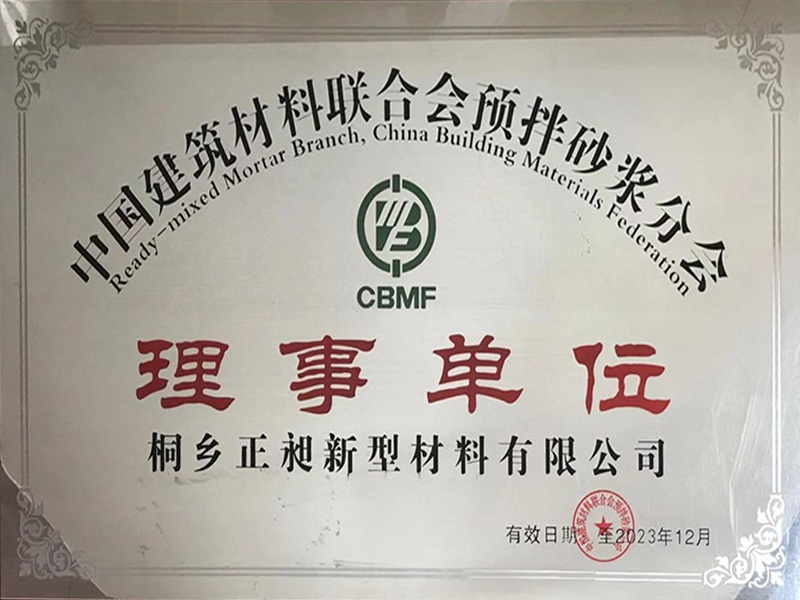 中国建筑材料联合会预拌砂浆分会
Ready-mixed Mortar Branch, China Building Materials Federation
CBMF
理事单位
桐乡正昶新型材料有限公司
有效日期 至2023年12月